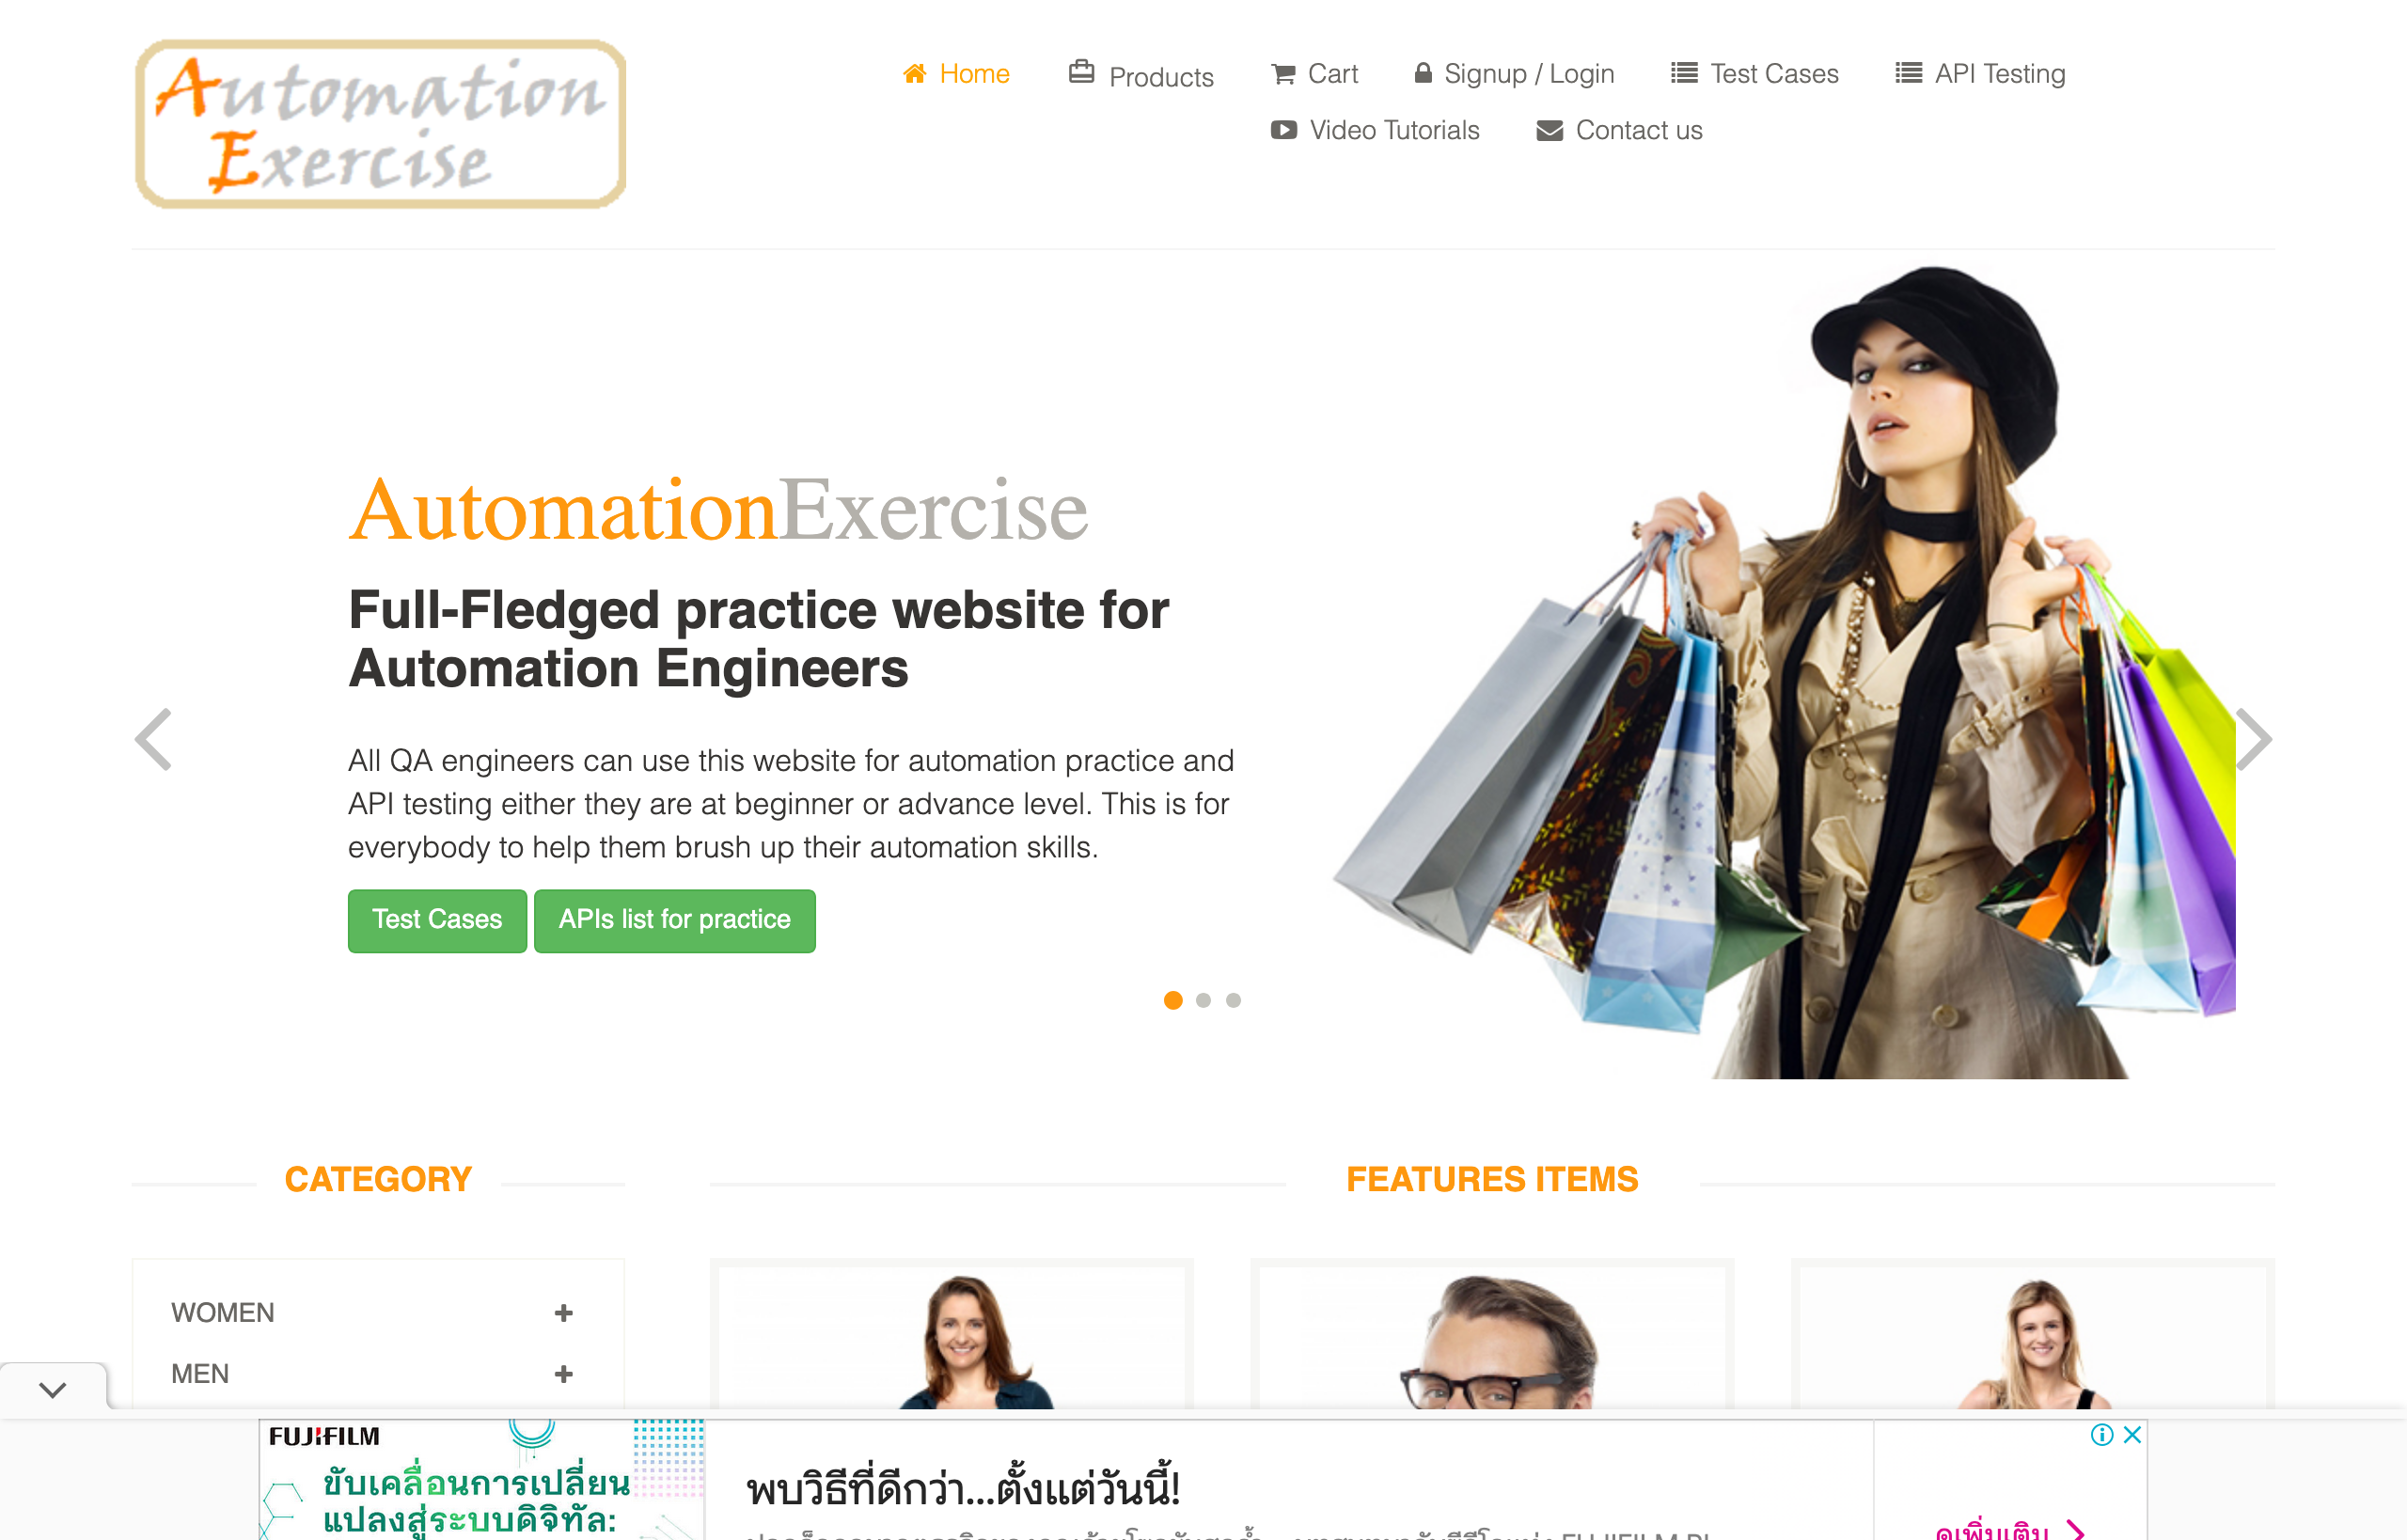 Automation
Exercise
Home
Products
Cart
Signup / Login
Test Cases
API Testing
Video Tutorials
Contact us
AutomationExercise
Full-Fledged practice website for
Automation Engineers
All QA engineers can use this website for automation practice and
API testing either they are at beginner or advance level. This is for
everybody to help them brush up their automation skills.
Test Cases
APIs list for practice
CATEGORY
FEATURES ITEMS
WOMEN
MEN
FUJIFILM
ขับเคลื่อนการเปลี่ยน
แปลงสู่ระบบดิจิทัล:
พบวิธีที่ดีกว่า...ตั้งแต่วันนี้!
ดูเพิ่มเติม